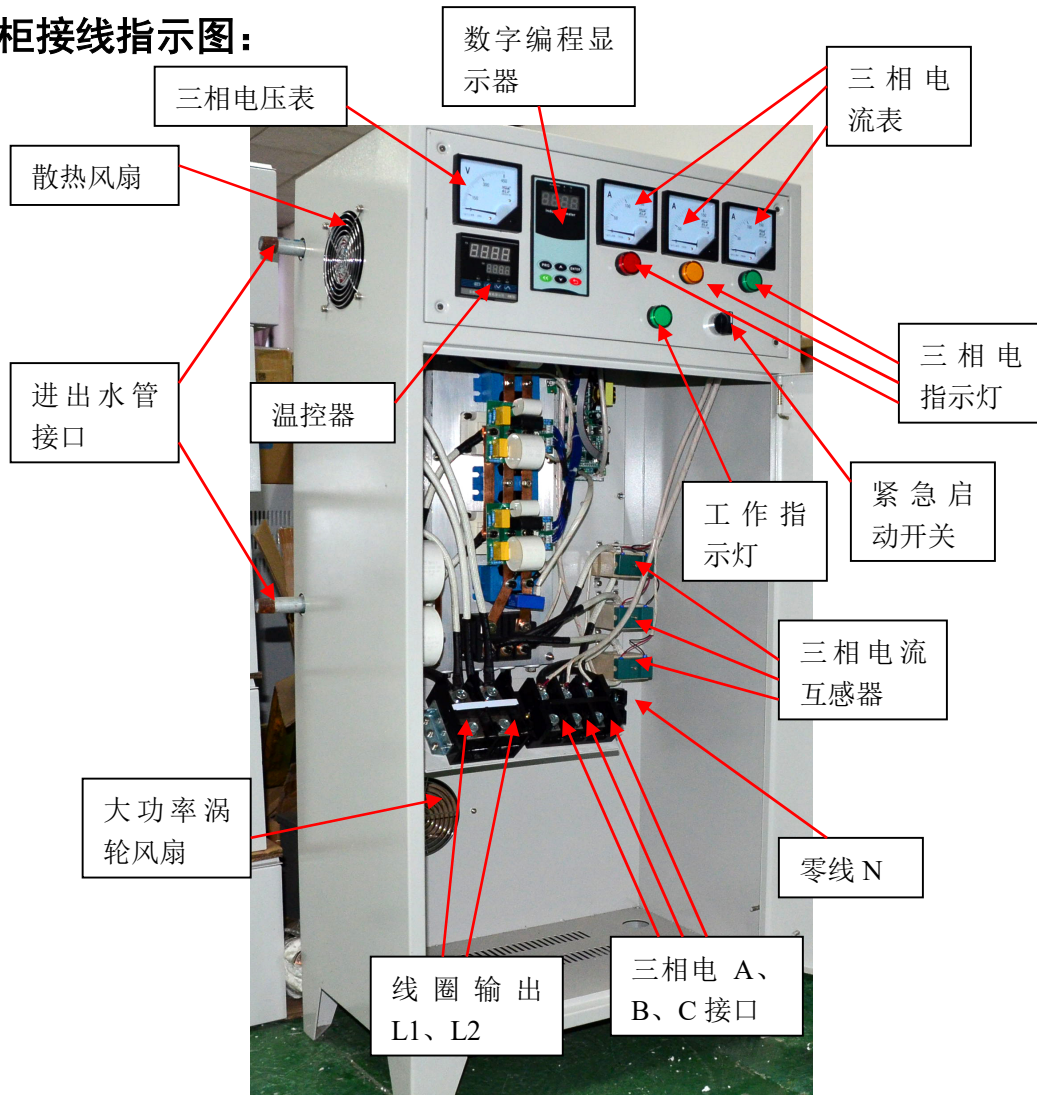 柜接线指示图：
数字编程显
示器
三相电
流表
三相电压表
散热风扇
进出水管
接口
温控器
三相电
指示灯
工作指
示灯
紧急启
动开关
三相电流
互感器
大功率涡
轮风扇
零线 N
线圈输出
L1、L2
三相电 A、
B、C 接口
V
A
A
A